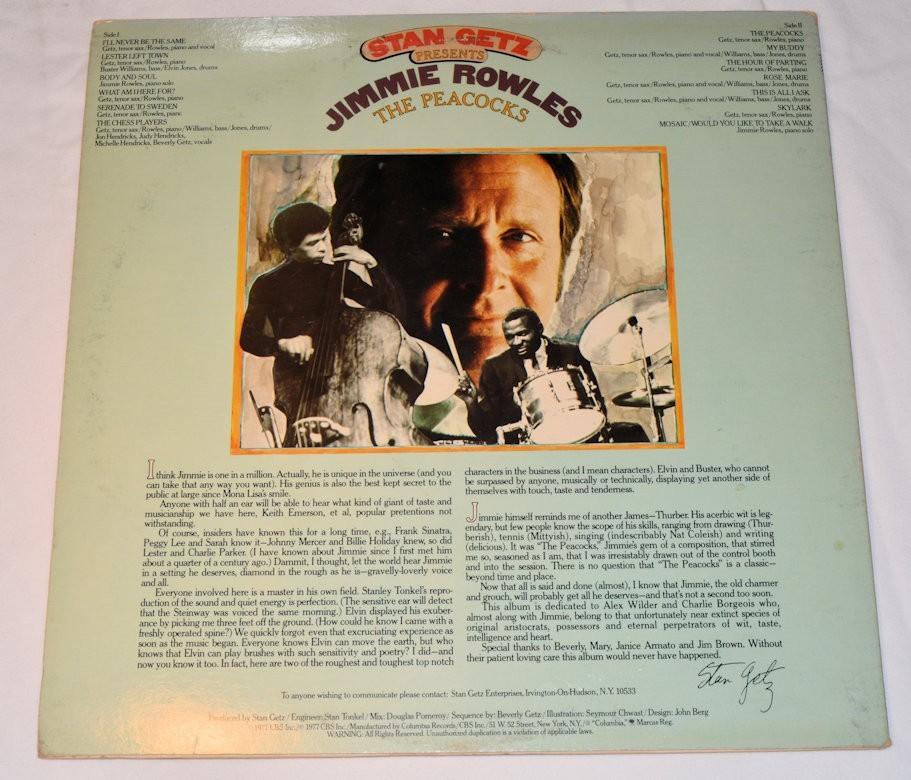 Side I
I'LL NEVER BE THE SAME
Getz, tenor sax/Rowles, piano and vocal
LESTER LEFT TOWN
Getz, tenor sax/Rowles, piano
Buster Williams, bass/Elvin Jones, drums
BODY AND SOUL
Jimmie Rowles, piano solo
WHAT AM I HERE FOR?
Getz, tenor sax/Rowles, piano
SERENADE TO SWEDEN
Getz, tenor sax/Rowles, piano
THE CHESS PLAYERS
Getz, tenor sax/Rowles, piano/Williams, bass/Jones, drums/
Jon Hendricks, Judy Hendricks,
Michelle Hendricks, Beverly Getz, vocals
STAN GETZ
PRESENTS
JIMMIE ROWLES
THE PEACOCKS
Side II
THE PEACOCKS
Getz, tenor sax/Rowles, piano
MY BUDDY
Getz, tenor sax/Rowles, piano and vocal/Williams, bass/Jones, drums
THE HOUR OF PARTING
Getz, tenor sax/Rowles, piano
ROSE MARIE
Getz, tenor sax/Rowles, piano and vocal/Williams, bass/Jones, drums
THIS IS ALL I ASK
Getz, tenor sax/Rowles, piano and vocal/Williams, bass/Jones, drums
SKYLARK
Getz, tenor sax/Rowles, piano
MOSAIC/WOULD YOU LIKE TO TAKE A WALK
Jimmie Rowles, piano solo
I think Jimmie is one in a million. Actually, he is unique in the universe (and you
can take that any way you want). His genius is also the best kept secret to the
public at large since Mona Lisa's smile.
Anyone with half an ear will be able to hear what kind of giant of taste and
musicianship we have here, Keith Emerson, et al, popular pretentions not
withstanding.
Of course, insiders have known this for a long time, e.g., Frank Sinatra,
Peggy Lee and Sarah know it—Johnny Mercer and Billie Holiday knew, so did
Lester and Charlie Parker. (I have known about Jimmie since I first met him
about a quarter of a century ago.) Dammit, I thought, let the world hear Jimmie
in a setting he deserves, diamond in the rough as he is—gravelly-loverly voice
and all.
Everyone involved here is a master in his own field. Stanley Tonkel's repro-
duction of the sound and quiet energy is perfection. (The sensitive ear will detect
that the Steinway was voiced the same morning.) Elvin displayed his exuber-
ance by picking me three feet off the ground. (How could he know I came with a
freshly operated spine?) We quickly forgot even that excruciating experience as
soon as the music began. Everyone knows Elvin can move the earth, but who
knows that Elvin can play brushes with such sensitivity and poetry? I did—and
now you know it too. In fact, here are two of the roughest and toughest top notch
characters in the business (and I mean characters). Elvin and Buster, who cannot
be surpassed by anyone, musically or technically, displaying yet another side of
themselves with touch, taste and tenderness.
Jimmie himself reminds me of another James—Thurber. His acerbic wit is leg-
endary, but few people know the scope of his skills, ranging from drawing (Thur-
berish), tennis (Mittyish), singing (indescribably Nat Coleish) and writing
(delicious). It was "The Peacocks," Jimmie's gem of a composition, that stirred
me so, seasoned as I am, that I was irresistably drawn out of the control booth
and into the session. There is no question that "The Peacocks" is a classic—
beyond time and place.
Now that all is said and done (almost), I know that Jimmie, the old charmer
and grouch, will probably get all he deserves—and that's not a second too soon.
This album is dedicated to Alex Wilder and Charlie Borgeois who,
almost along with Jimmie, belong to that unfortunately near extinct species of
original aristocrats, possessors and eternal perpetrators of wit, taste,
intelligence and heart.
Special thanks to Beverly, Mary, Janice Armato and Jim Brown. Without
their patient loving care this album would never have happened.
Stan Getz
To anyone wishing to communicate please contact: Stan Getz Enterprises, Irvington-On-Hudson, N.Y. 10533
Produced by Stan Getz/Engineer: Stan Tonkel/Mix: Douglas Pomeroy/Sequence by: Beverly Getz/Illustration: Seymour Chwast/Design: John Berg
1977 CBS Inc./℗ 1977 CBS Inc./Manufactured by Columbia Records/CBS Inc./51 W. 52 Street, New York, N.Y./® "Columbia," Marcas Reg.
WARNING: All Rights Reserved. Unauthorized duplication is a violation of applicable laws.